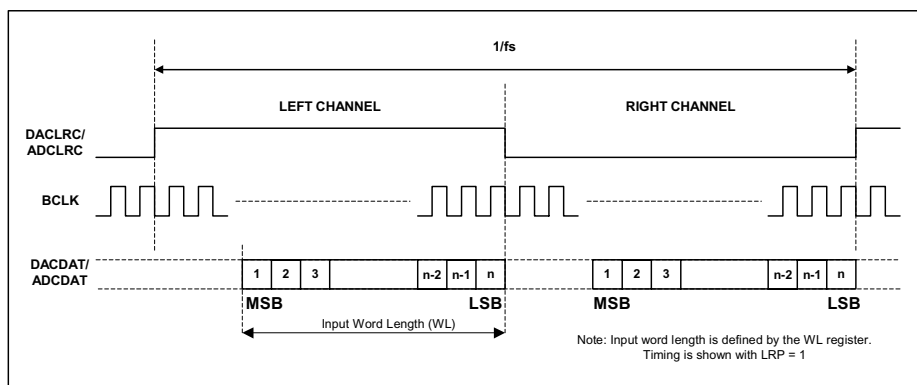 1/fs
LEFT CHANNEL
RIGHT CHANNEL
DACLRC/
ADCLRC
BCLK
DACDAT/
ADCDAT
1 2 3 n-2 n-1 n 1 2 3 n-2 n-1 n
MSB LSB MSB LSB
Input Word Length (WL)
Note: Input word length is defined by the WL register.
Timing is shown with LRP = 1